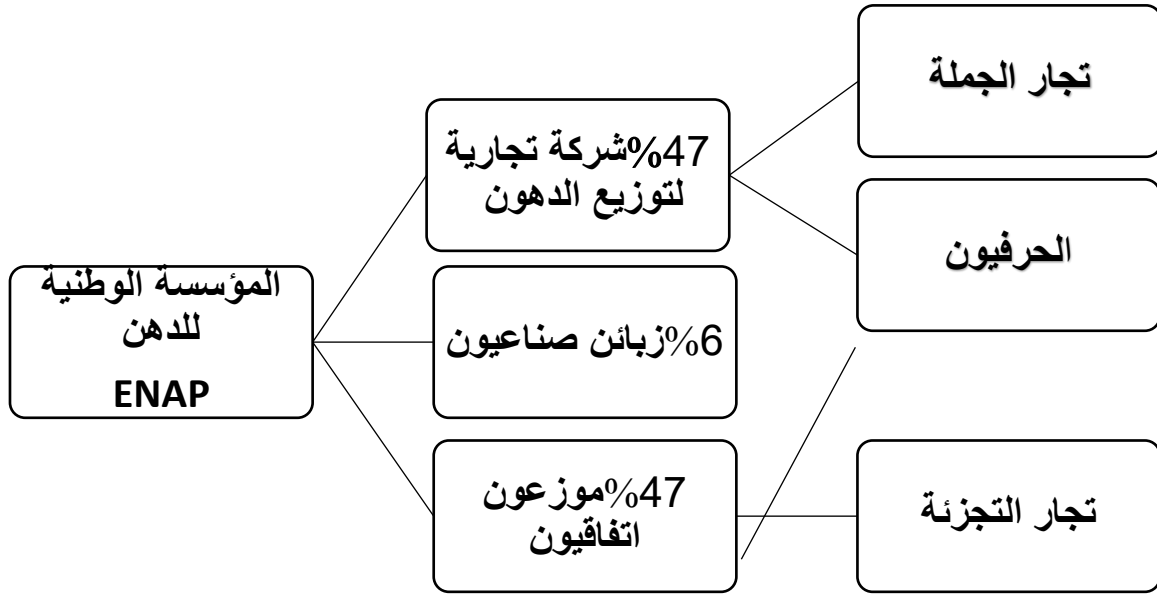 المؤسسة الوطنية
للدهن
ENAP
47%شركة تجارية
لتوزيع الدهون
6%زبائن صناعيون
47%موزعون
اتفاقيون
تجار الجملة
الحرفيون
تجار التجزئة